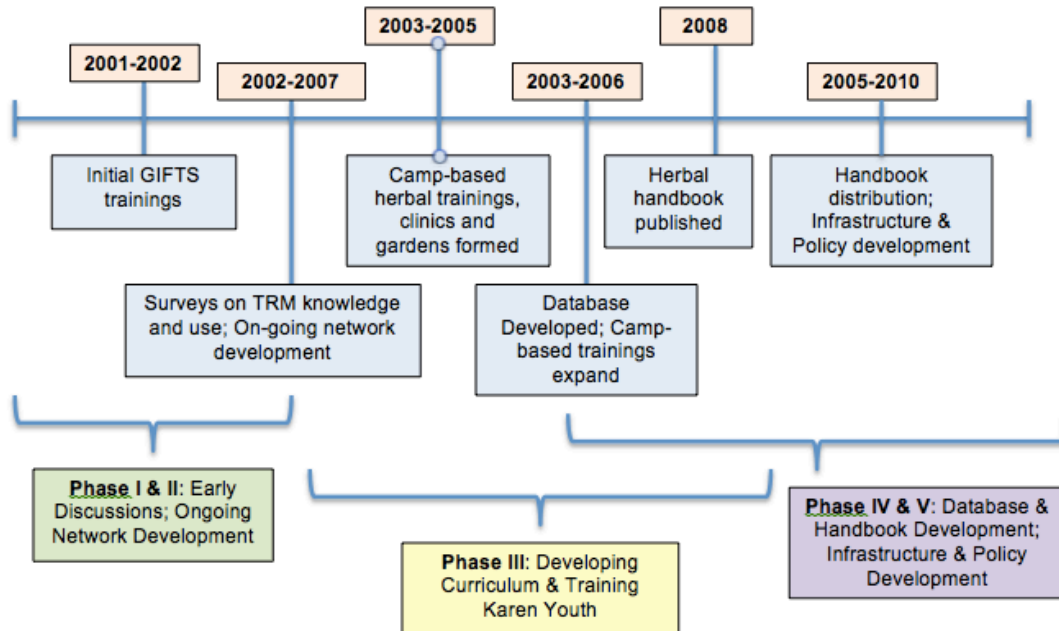 2001-2002
2002-2007
2003-2005
2003-2006
2008
2005-2010
Initial GIFTS
trainings
Surveys on TRM knowledge
and use; On-going network
development
Camp-based
herbal trainings,
clinics and
gardens formed
Database
Developed; Camp-
based trainings
expand
Herbal
handbook
published
Handbook
distribution;
Infrastructure &
Policy development
Phase I & II: Early
Discussions; Ongoing
Network Development
Phase III: Developing
Curriculum & Training
Karen Youth
Phase IV & V: Database &
Handbook Development;
Infrastructure & Policy
Development